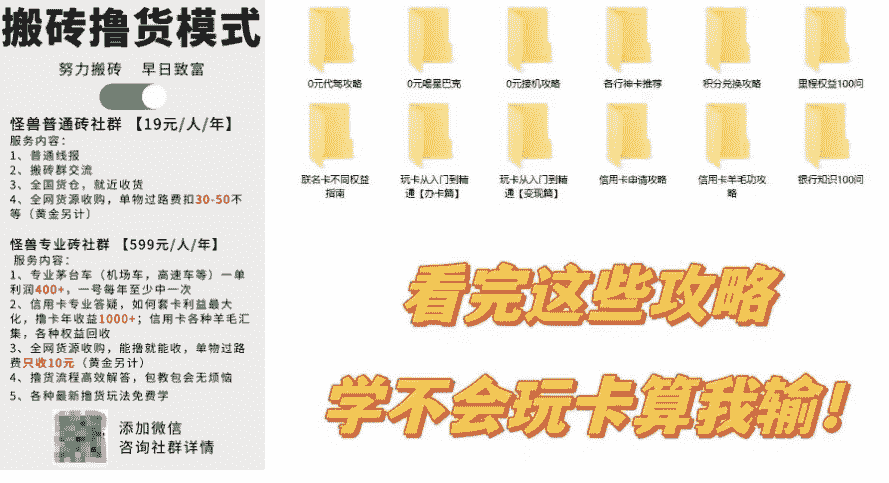 搬砖撸货模式
努力搬砖 早日致富
怪兽普通砖社群 【19元/人/年】
服务内容:
1、普通线报
2、搬砖群交流
3、全国货仓,就近收货
4、全网货源收购,单物过路费扣30-50不
等(黄金另计)
怪兽专业砖社群 【599元/人/年】
服务内容:
1、专业茅台车(机场车,高速车等)一单
利润400+,一号每年至少中一次
2、信用卡专业答疑,如何套卡利益最大
化,撸卡年收益1000+;信用卡各种羊毛汇
集,各种权益回收
3、全网货源收购,能撸就能收,单物过路
费只收10元(黄金另计)
4、撸货流程高效解答,包教包会无烦恼
5、各种最新撸货玩法免费学
添加微信
咨询社群详情
0元代驾攻略
0元喝星巴克
0元接机攻略
各行神卡推荐
积分兑换攻略
里程权益100问
联名卡不同权益
指南
玩卡从入门到精
通【办卡篇】
玩卡从入门到精
通【变现篇】
信用卡申请攻略
信用卡羊毛功攻
略
银行知识100问
看完这些攻略
学不会玩卡算我输!